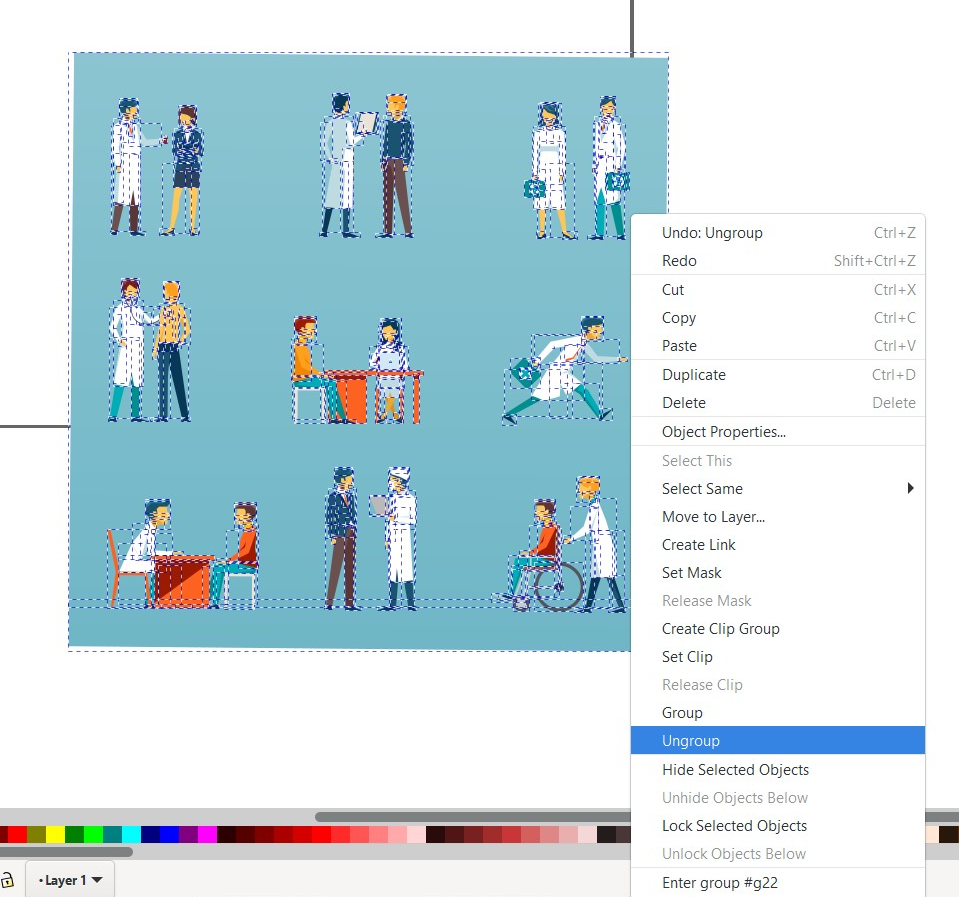 Undo: Ungroup Ctrl+Z
Redo Shift+Ctrl+Z
Cut Ctrl+X
Copy Ctrl+C
Paste Ctrl+V
Duplicate Ctrl+D
Delete Delete
Object Properties...
Select This
Select Same
Move to Layer...
Create Link
Set Mask
Release Mask
Create Clip Group
Set Clip
Release Clip
Group
Ungroup
Hide Selected Objects
Unhide Objects Below
Lock Selected Objects
Unlock Objects Below
Enter group #g22
•Layer 1